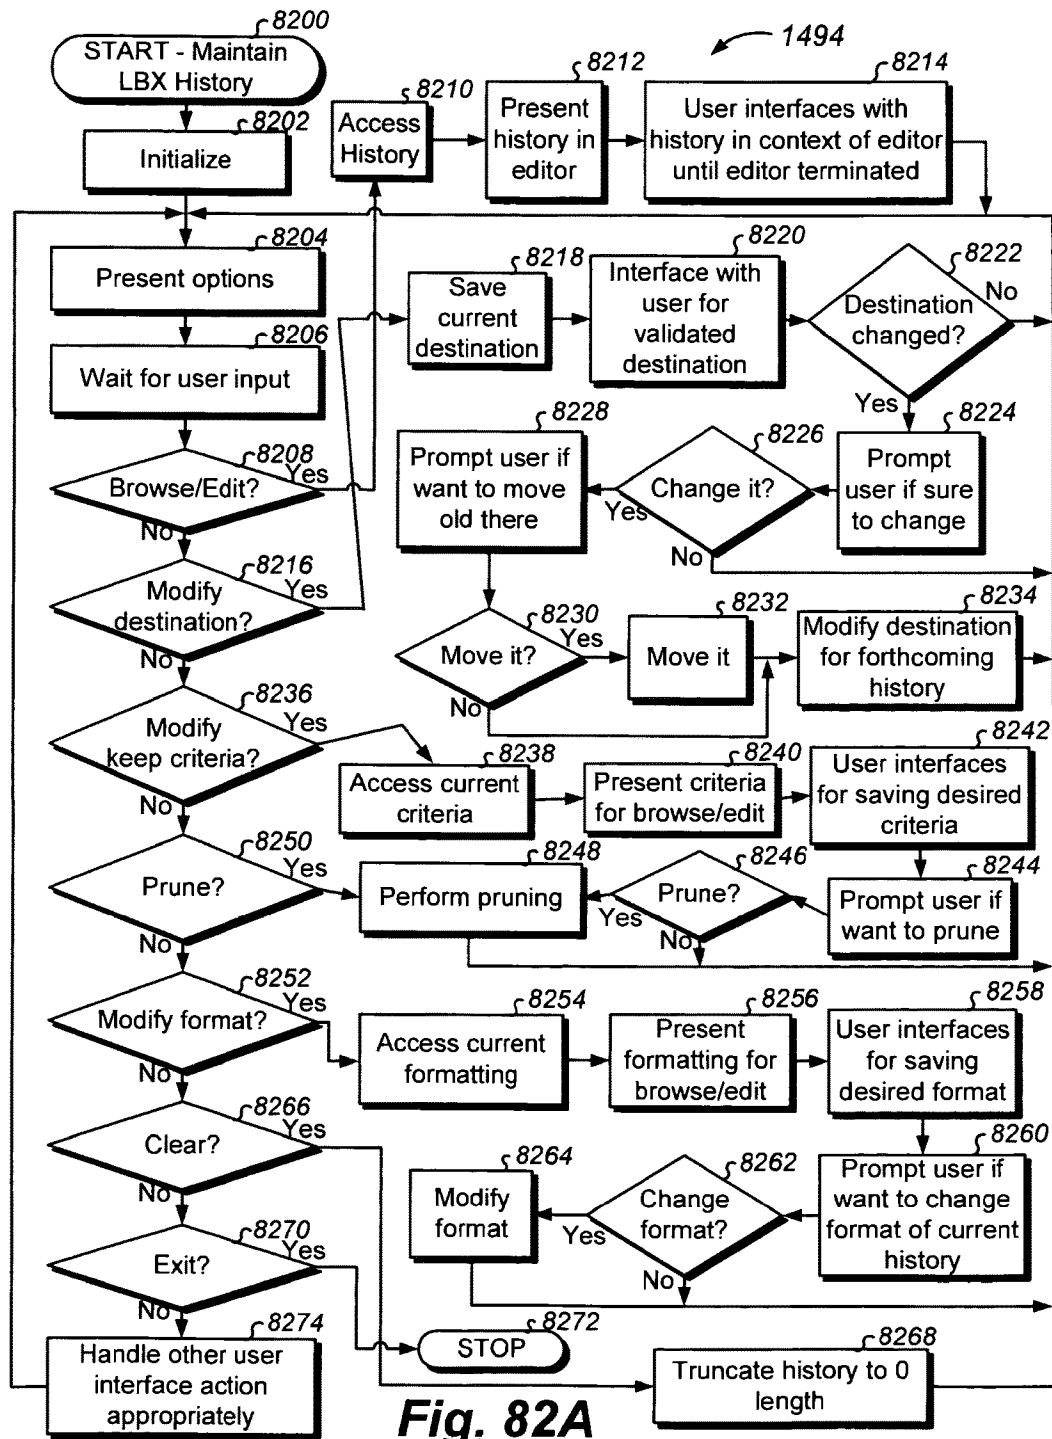 8200
START - Maintain
LBX History
1494
8202
Initialize
8210
Access
History
8212
Present
history in
editor
8214
User interfaces with
history in context of editor
until editor terminated
8204
Present options
8206
Wait for user input
8208
Browse/Edit?
Yes
No
8216
Modify
destination?
Yes
No
8218
Save
current
destination
8220
Interface with
user for
validated
destination
8222
Destination
changed?
No
Yes
8224
Prompt
user if sure
to change
8226
Change it?
Yes
No
8228
Prompt user if
want to move
old there
8230
Move it?
Yes
No
8232
Move it
8234
Modify destination
for forthcoming
history
8236
Modify
keep criteria?
Yes
No
8238
Access current
criteria
8240
Present criteria
for browse/edit
8242
User interfaces
for saving desired
criteria
8244
Prompt user if
want to prune
8246
Prune?
Yes
No
8248
Perform pruning
8250
Prune?
Yes
No
8252
Modify format?
Yes
No
8254
Access current
formatting
8256
Present
formatting for
browse/edit
8258
User interfaces
for saving
desired format
8260
Prompt user if
want to change
format of current
history
8262
Change
format?
Yes
No
8264
Modify
format
8266
Clear?
Yes
No
8270
Exit?
Yes
No
8272
STOP
8268
Truncate history to 0
length
8274
Handle other user
interface action
appropriately
Fig. 82A